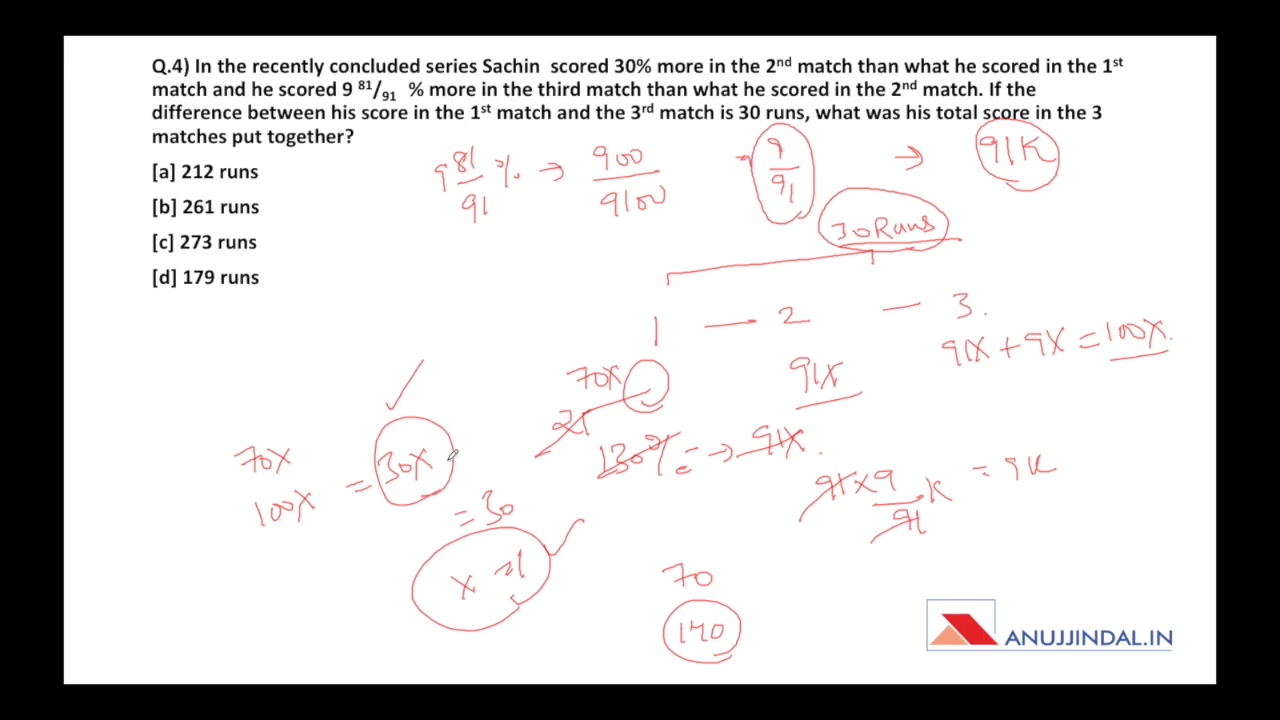 Q.4) In the recently concluded series Sachin scored 30% more in the 2nd match than what he scored in the 1st
match and he scored 9 81/91 % more in the third match than what he scored in the 2nd match. If the
difference between his score in the 1st match and the 3rd match is 30 runs, what was his total score in the 3
matches put together?
[a] 212 runs
[b] 261 runs
[c] 273 runs
[d] 179 runs
9 81/91 % → 900/9100 9/91 → 91K
30 Runs
1 — 2 — 3.
70X 91X 91X + 9X = 100X.
130% = → 91X.
70X
100X = 30X
91 x 9/91 K = 9K
= 30
70
170
ANUJJINDAL.IN